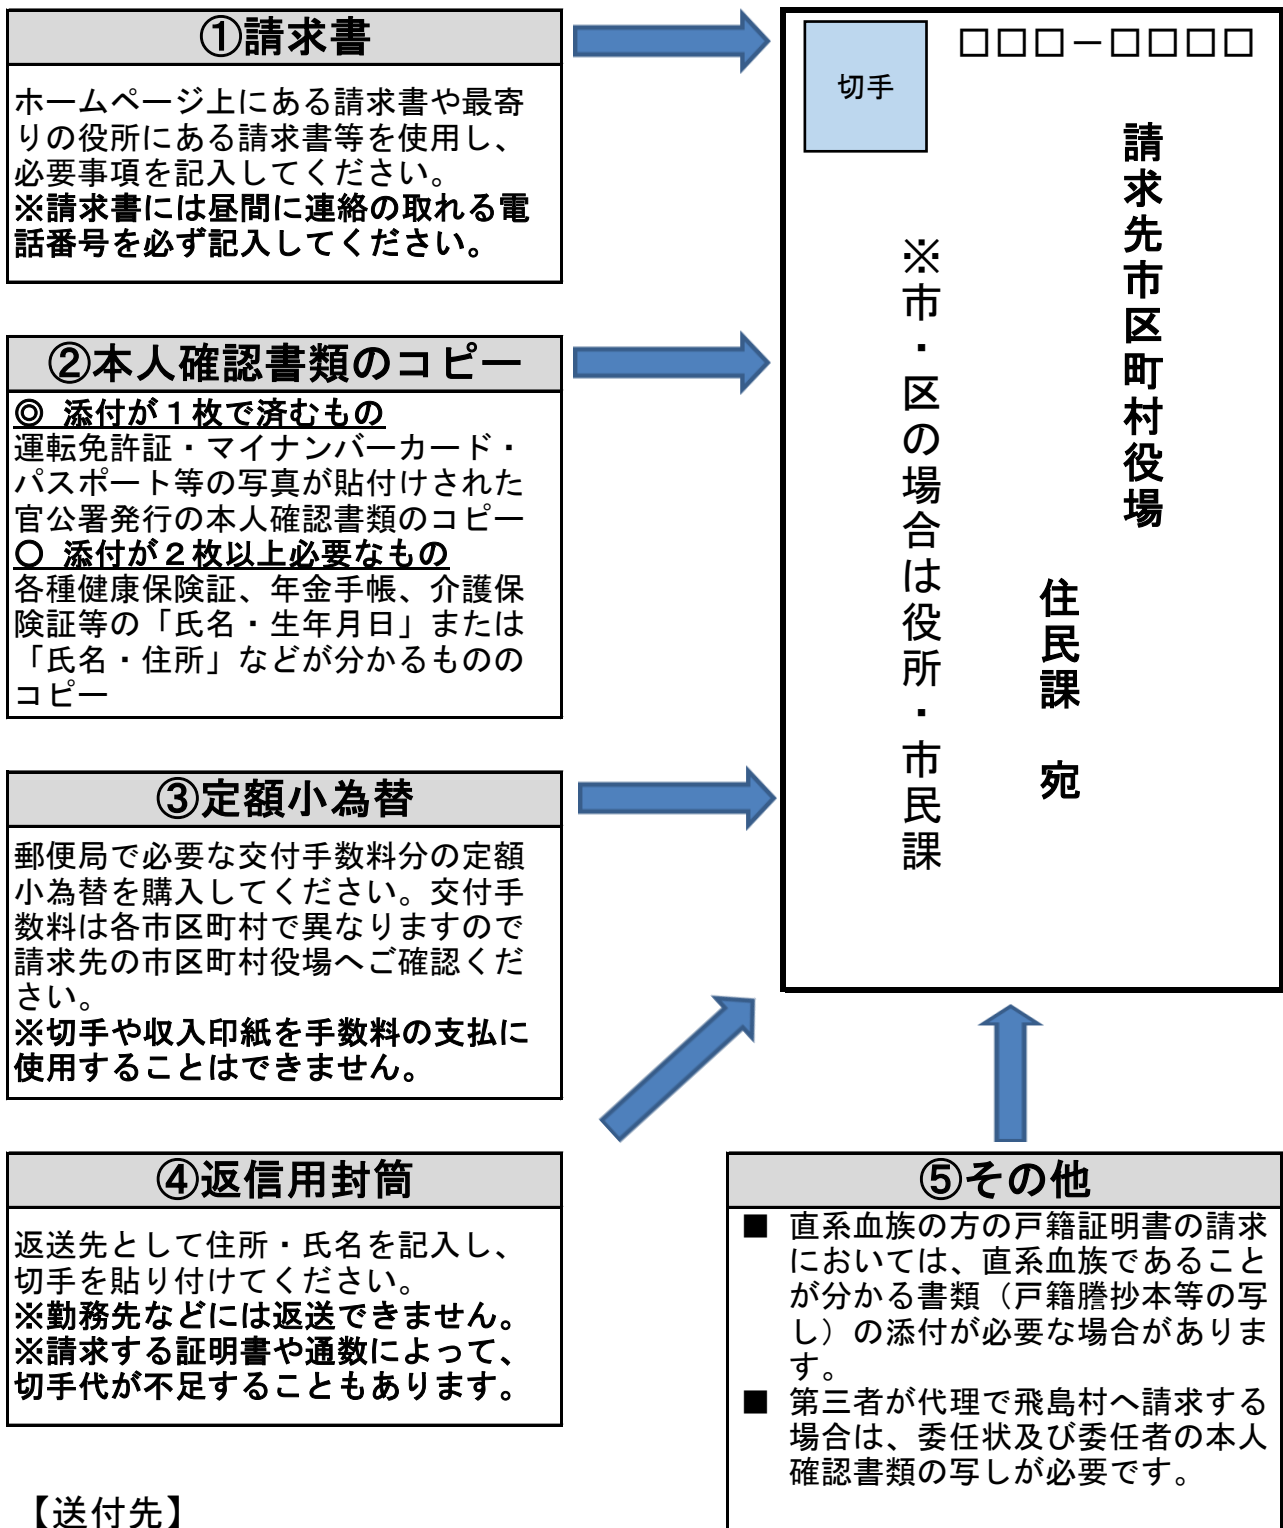 ①請求書
ホームページ上にある請求書や最寄
りの役所にある請求書等を使用し、
必要事項を記入してください。
※請求書には昼間に連絡の取れる電
話番号を必ず記入してください。
②本人確認書類のコピー
◎ 添付が１枚で済むもの
運転免許証・マイナンバーカード・
パスポート等の写真が貼付けされた
官公署発行の本人確認書類のコピー
○ 添付が２枚以上必要なもの
各種健康保険証、年金手帳、介護保
険証等の「氏名・生年月日」または
「氏名・住所」などが分かるものの
コピー
③定額小為替
郵便局で必要な交付手数料分の定額
小為替を購入してください。交付手
数料は各市区町村で異なりますので
請求先の市区町村役場へご確認くだ
さい。
※切手や収入印紙を手数料の支払に
使用することはできません。
④返信用封筒
返送先として住所・氏名を記入し、
切手を貼り付けてください。
※勤務先などには返送できません。
※請求する証明書や通数によって、
切手代が不足することもあります。
切手
□□□－□□□□
請求先市区町村役場
住民課　宛
※市・区の場合は役所・市民課
⑤その他
■ 直系血族の方の戸籍証明書の請求
においては、直系血族であること
が分かる書類（戸籍謄抄本等の写
し）の添付が必要な場合がありま
す。
■ 第三者が代理で飛島村へ請求する
場合は、委任状及び委任者の本人
確認書類の写しが必要です。
【送付先】